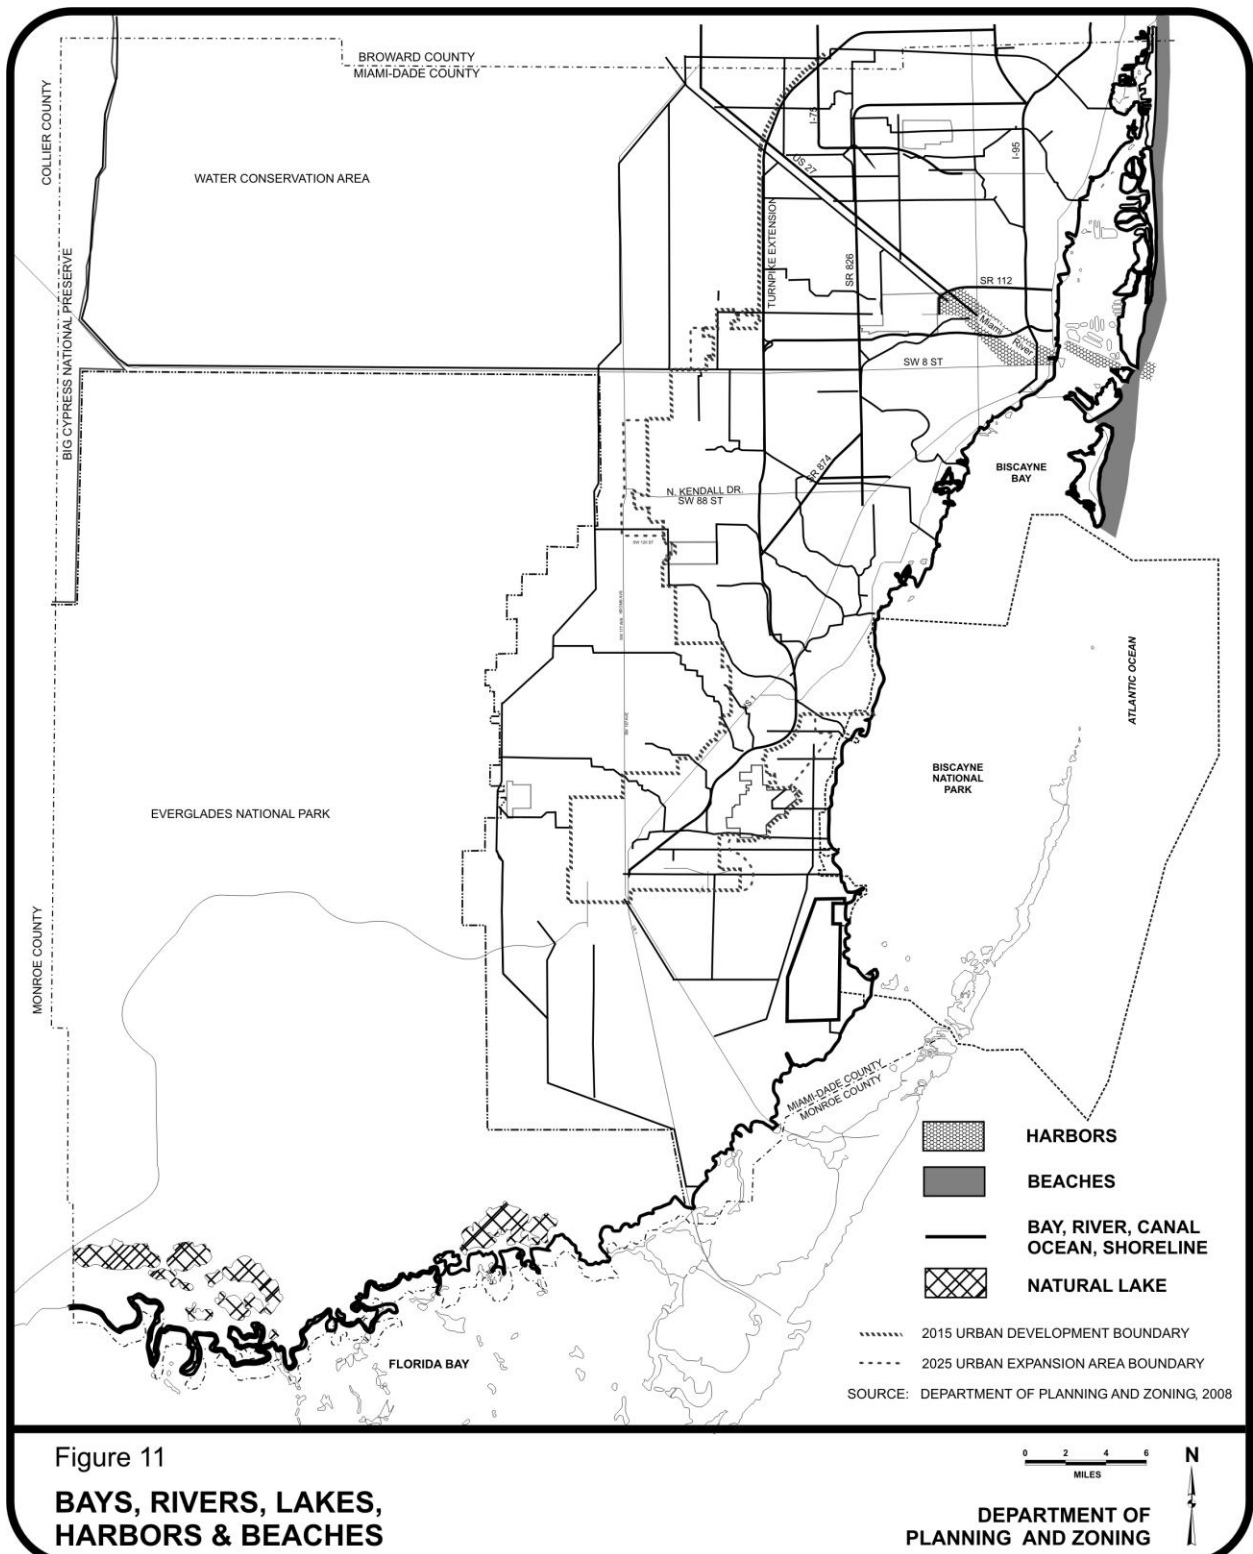 BROWARD COUNTY
MIAMI-DADE COUNTY
COLLIER COUNTY
WATER CONSERVATION AREA
BIG CYPRESS NATIONAL PRESERVE
I-75
US 27
I-95
TURNPIKE EXTENSION
SR 826
SR 112
Miami
River
SW 8 ST
SR 874
N. KENDALL DR.
SW 88 ST
BISCAYNE
BAY
ATLANTIC OCEAN
US 1
BISCAYNE
NATIONAL
PARK
EVERGLADES NATIONAL PARK
MONROE COUNTY
MIAMI-DADE COUNTY
MONROE COUNTY
FLORIDA BAY
HARBORS
BEACHES
BAY, RIVER, CANAL
OCEAN, SHORELINE
NATURAL LAKE
2015 URBAN DEVELOPMENT BOUNDARY
2025 URBAN EXPANSION AREA BOUNDARY
SOURCE: DEPARTMENT OF PLANNING AND ZONING, 2008
Figure 11
BAYS, RIVERS, LAKES,
HARBORS & BEACHES
0 2 4 6
MILES
N
DEPARTMENT OF
PLANNING AND ZONING